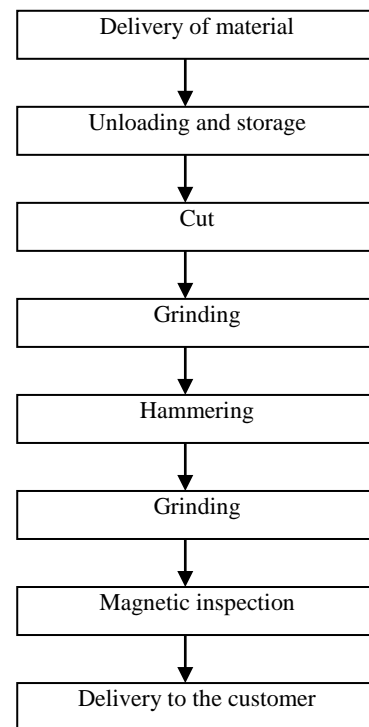 Delivery of material
Unloading and storage
Cut
Grinding
Hammering
Grinding
Magnetic inspection
Delivery to the customer